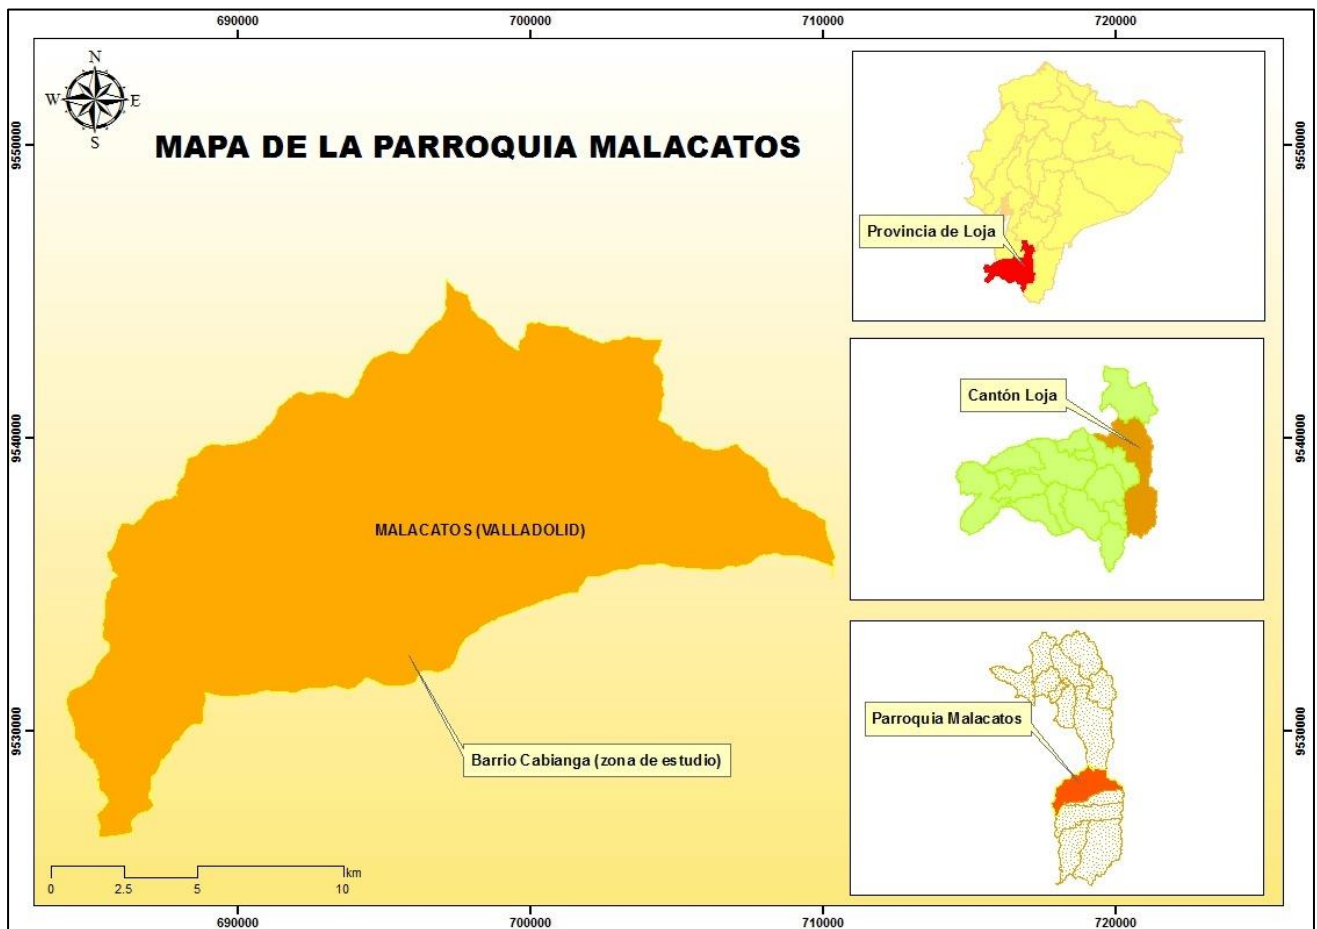 690000 700000 710000 720000
N
W E
S
MAPA DE LA PARROQUIA MALACATOS
9550000
9550000
Provincia de Loja
Cantón Loja
9540000
9540000
MALACATOS (VALLADOLID)
Parroquia Malacatos
9530000
9530000
Barrio Cabianga (zona de estudio)
km
0 2.5 5 10
690000 700000 710000 720000